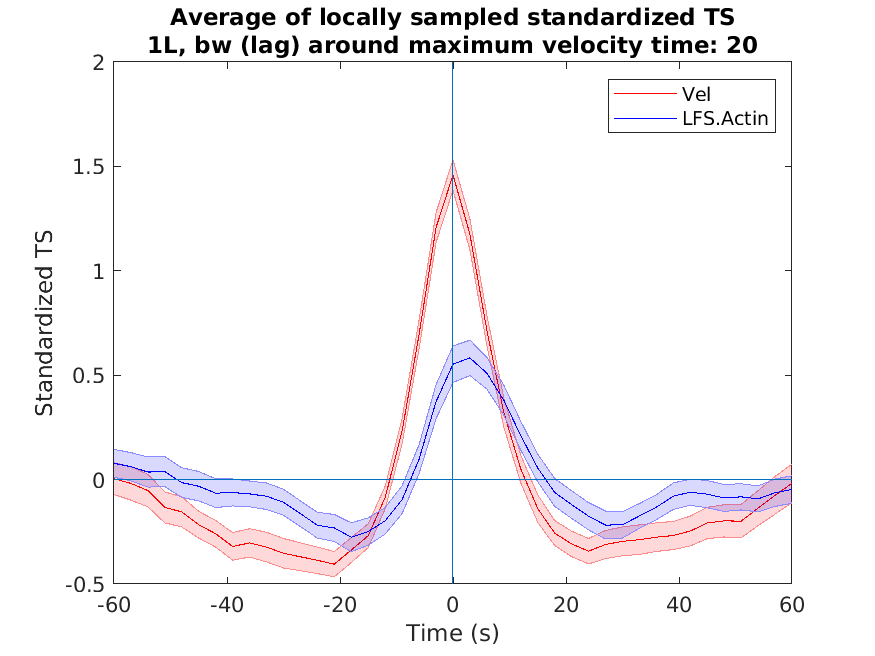 Average of locally sampled standardized TS
1L, bw (lag) around maximum velocity time: 20
2
1.5
1
0.5
0
-0.5
Standardized TS
Vel
LFS.Actin
-60
-40
-20
0
20
40
60
Time (s)